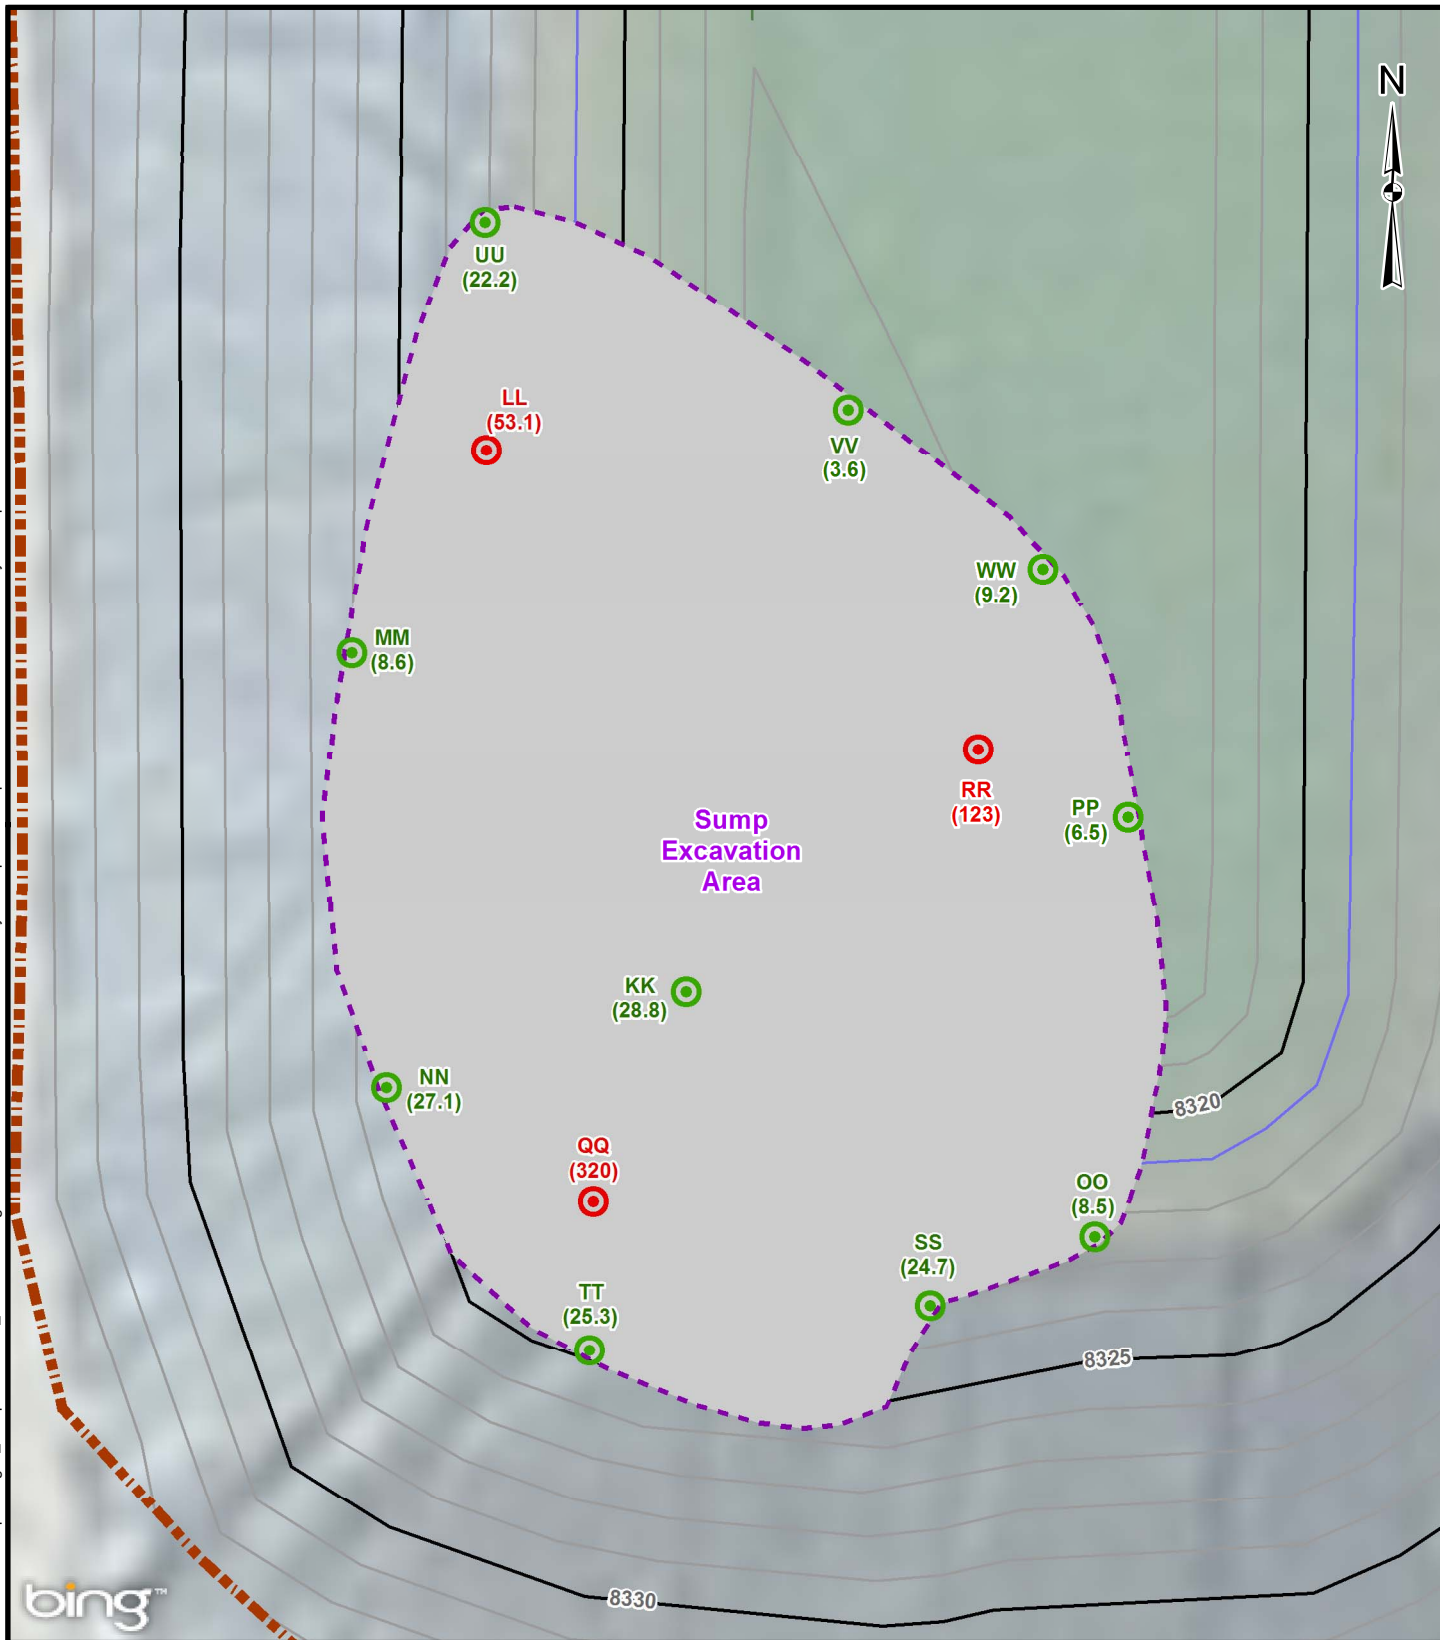 N
UU
(22.2)
LL
(53.1)
VV
(3.6)
WW
(9.2)
MM
(8.6)
RR
(123)
PP
(6.5)
Sump
Excavation
Area
KK
(28.8)
NN
(27.1)
8320
QQ
(320)
OO
(8.5)
SS
(24.7)
TT
(25.3)
8325
8330
bing™